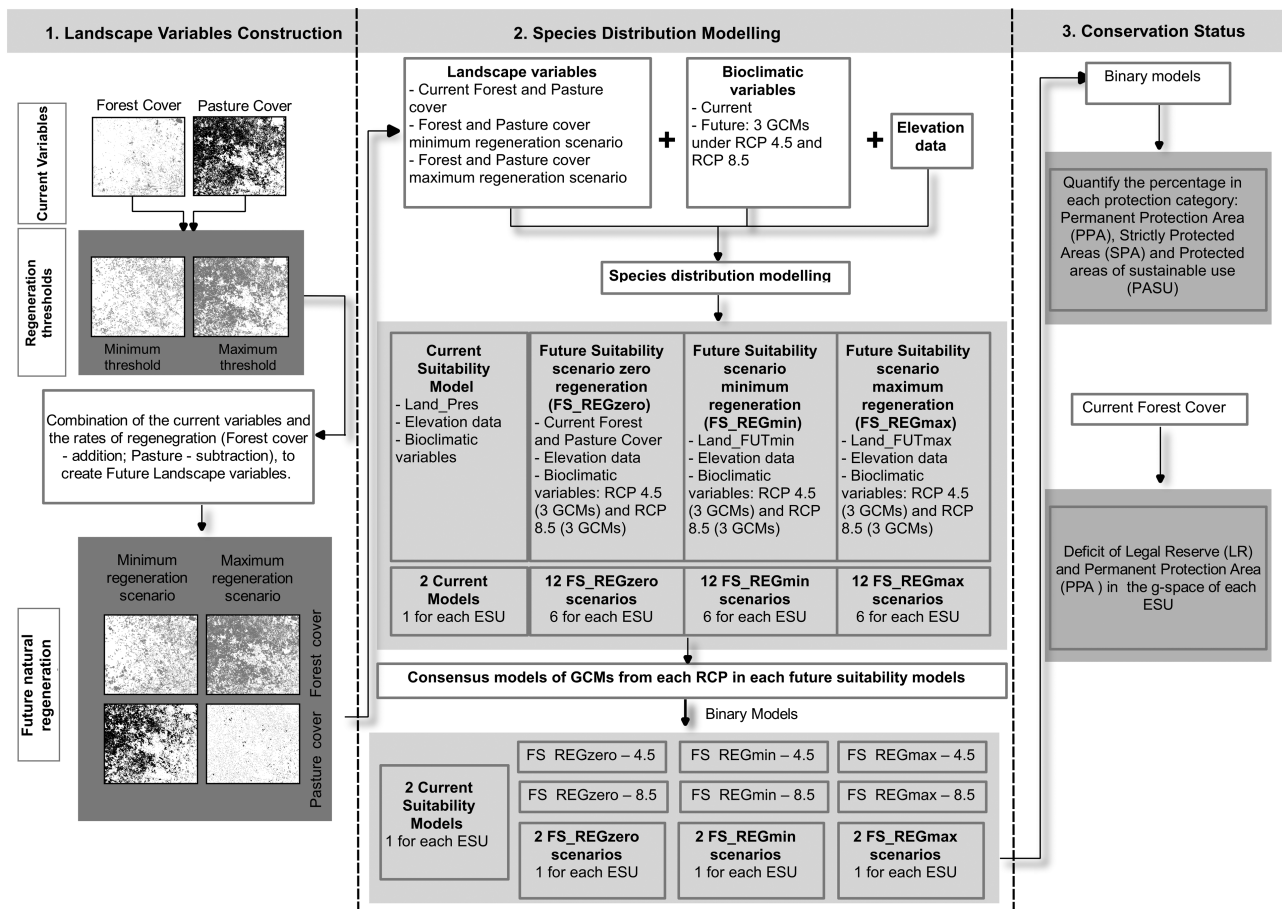 1. Landscape Variables Construction
2. Species Distribution Modelling
3. Conservation Status
Current Variables
Forest Cover
Pasture Cover
Regeneration
thresholds
Minimum
threshold
Maximum
threshold
Combination of the current variables and
the rates of regenegration (Forest cover
- addition; Pasture - subtraction), to
create Future Landscape variables.
Future natural
regeneration
Minimum
regeneration
scenario
Maximum
regeneration
scenario
Forest cover
Pasture cover
Landscape variables
- Current Forest and Pasture
cover
- Forest and Pasture cover
minimum regeneration scenario
- Forest and Pasture cover
maximum regeneration scenario
+
Bioclimatic
variables
- Current
- Future: 3 GCMs
under RCP 4.5 and
RCP 8.5
+
Elevation
data
Species distribution modelling
Current
Suitability
Model
- Land_Pres
- Elevation data
- Bioclimatic
variables
Future Suitability
scenario zero
regeneration
(FS_REGzero)
- Current Forest
and Pasture Cover
- Elevation data
- Bioclimatic
variables: RCP 4.5
(3 GCMs) and RCP
8.5 (3 GCMs)
Future Suitability
scenario
minimum
regeneration
(FS_REGmin)
- Land_FUTmin
- Elevation data
- Bioclimatic
variables: RCP 4.5
(3 GCMs) and RCP
8.5 (3 GCMs)
Future Suitability
scenario
maximum
regeneration
(FS_REGmax)
- Land_FUTmax
- Elevation data
- Bioclimatic
variables: RCP 4.5
(3 GCMs) and RCP
8.5 (3 GCMs)
2 Current
Models
1 for each ESU
12 FS_REGzero
scenarios
6 for each ESU
12 FS_REGmin
scenarios
6 for each ESU
12 FS_REGmax
scenarios
6 for each ESU
Consensus models of GCMs from each RCP in each future suitability models
Binary Models
2 Current
Suitability
Models
1 for each ESU
FS REGzero – 4.5
FS REGmin – 4.5
FS REGmax – 4.5
FS REGzero – 8.5
FS REGmin – 8.5
FS REGmax – 8.5
2 FS_REGzero
scenarios
1 for each ESU
2 FS_REGmin
scenarios
1 for each ESU
2 FS_REGmax
scenarios
1 for each ESU
Binary models
Quantify the percentage in
each protection category:
Permanent Protection Area
(PPA), Strictly Protected
Areas (SPA) and Protected
areas of sustainable use
(PASU)
Current Forest Cover
Deficit of Legal Reserve (LR)
and Permanent Protection Area
(PPA ) in the g-space of each
ESU